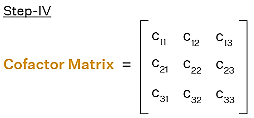 Step-IV
c11 c12 c13
Cofactor Matrix = c21 c22 c23
c31 c32 c33